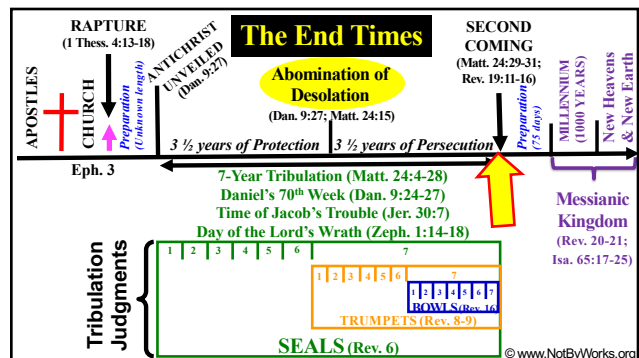 The End Times
RAPTURE
(1 Thess. 4:13-18)
APOSTLES
CHURCH
Preparation
(Unknown length)
ANTICHRIST
UNVEILED
(Dan. 9:27)
Abomination of
Desolation
(Dan. 9:27; Matt. 24:15)
SECOND
COMING
(Matt. 24:29-31;
Rev. 19:11-16)
Preparation
(75 days)
MILLENNIUM
(1000 YEARS)
New Heavens
& New Earth
3 ½ years of Protection
3 ½ years of Persecution
Eph. 3
7-Year Tribulation (Matt. 24:4-28)
Daniel's 70th Week (Dan. 9:24-27)
Time of Jacob's Trouble (Jer. 30:7)
Day of the Lord's Wrath (Zeph. 1:14-18)
Messianic
Kingdom
(Rev. 20-21;
Isa. 65:17-25)
Tribulation
Judgments
1 2 3 4 5 6 7
1 2 3 4 5 6 7
1 2 3 4 5 6 7
BOWLS (Rev. 16)
TRUMPETS (Rev. 8-9)
SEALS (Rev. 6)
© www.NotByWorks.org